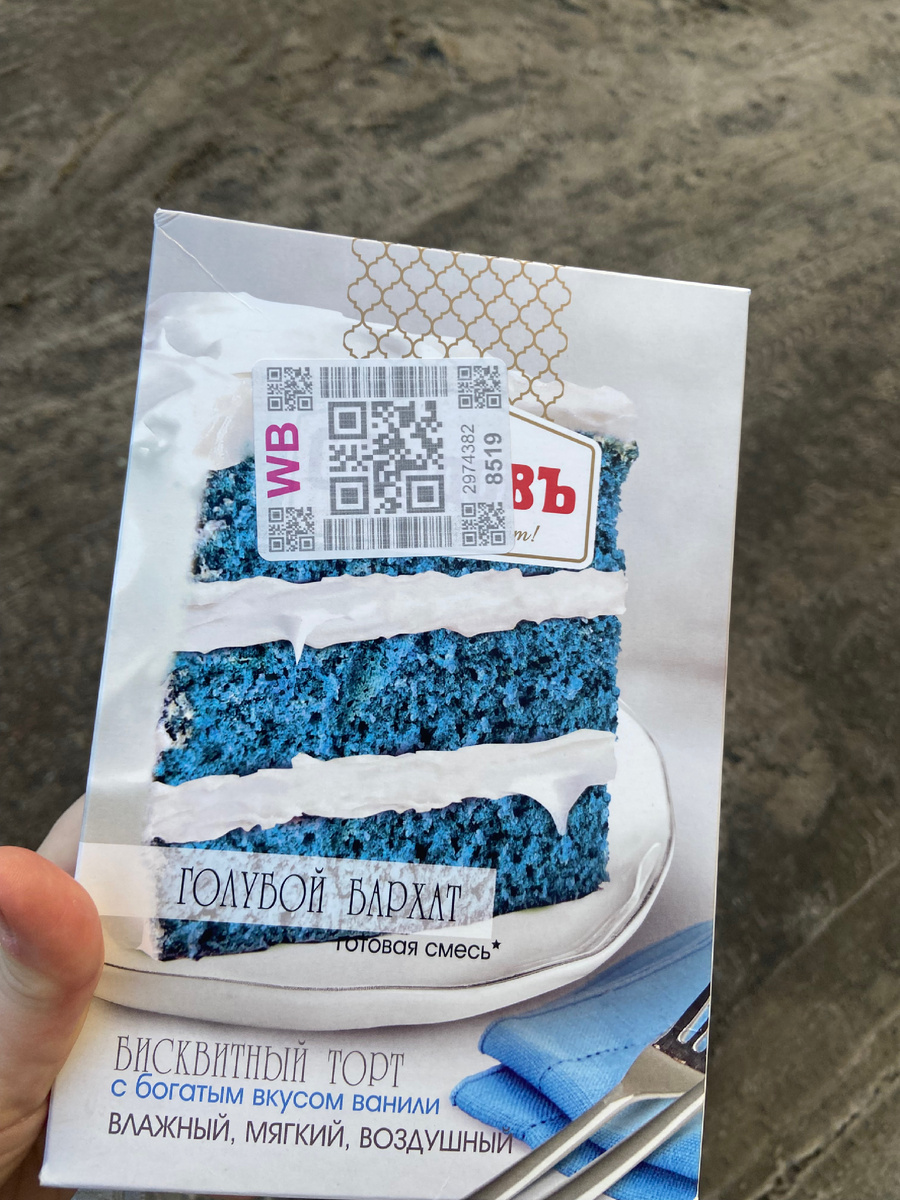 WB
2974382
8519
ВЪ
т!
ГОЛУБОЙ БАРХАТ
готовая смесь*
БИСКВИТНЫЙ ТОРТ
с богатым вкусом ванили
ВЛАЖНЫЙ, МЯГКИЙ, ВОЗДУШНЫЙ